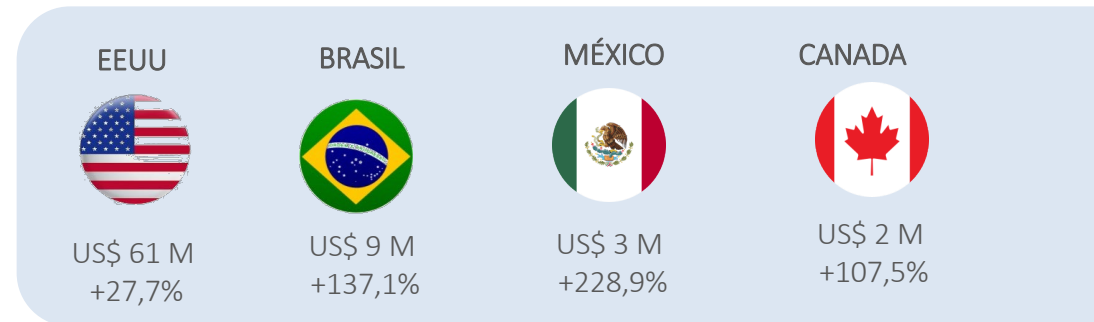 EEUU
US$ 61 M
+27,7%
BRASIL
US$ 9 M
+137,1%
MÉXICO
US$ 3 M
+228,9%
CANADA
US$ 2 M
+107,5%